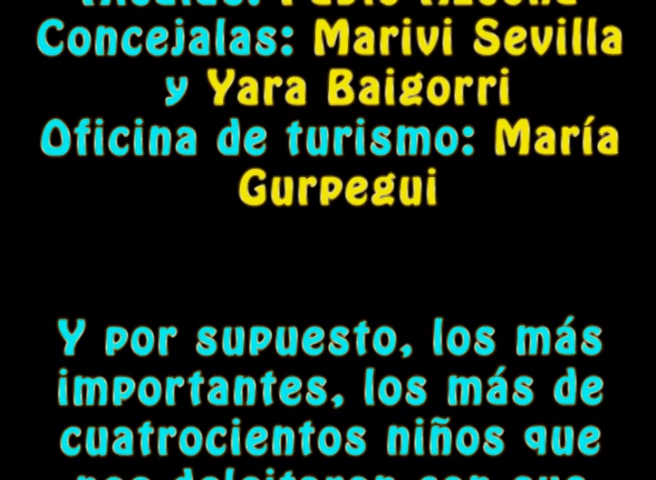 Concejalas: Marivi Sevilla
y Yara Baigorri
Oficina de turismo: María
Gurpegui
Y por supuesto, los más
importantes, los más de
cuatrocientos niños que